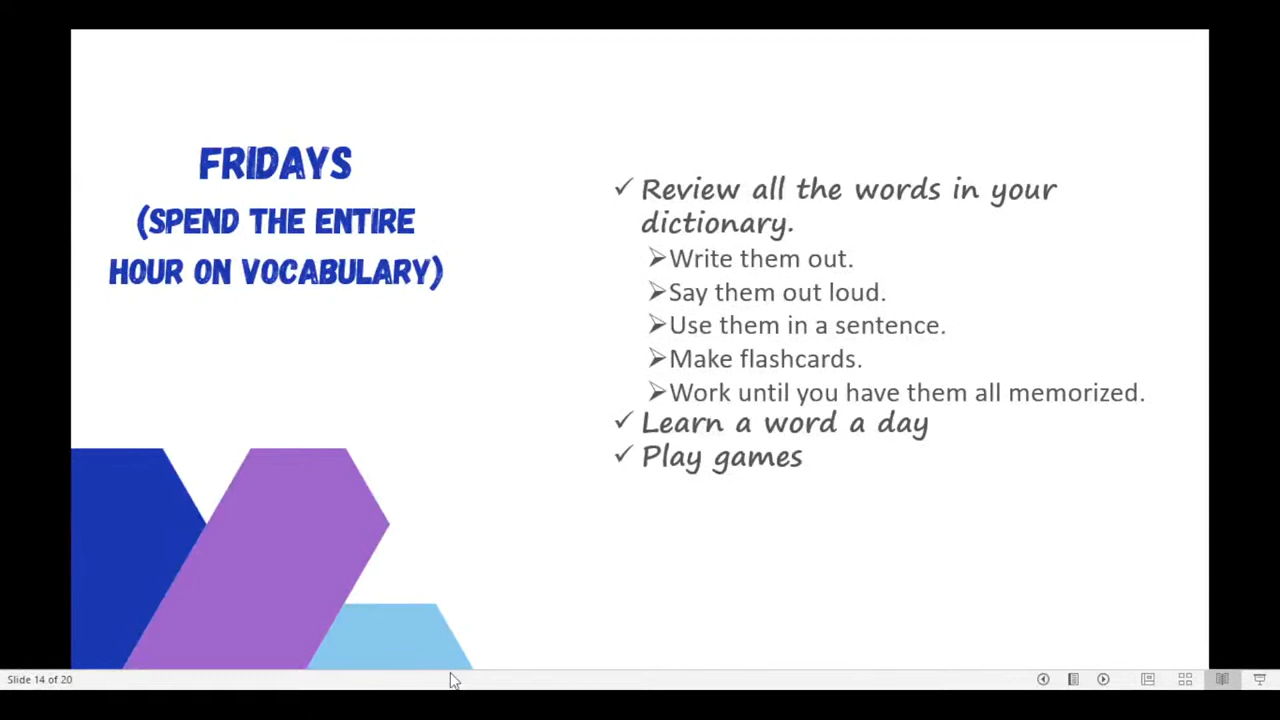 FRIDAYS
(SPEND THE ENTIRE
HOUR ON VOCABULARY)
Review all the words in your
dictionary.
Write them out.
Say them out loud.
Use them in a sentence.
Make flashcards.
Work until you have them all memorized.
Learn a word a day
Play games
Slide 14 of 20